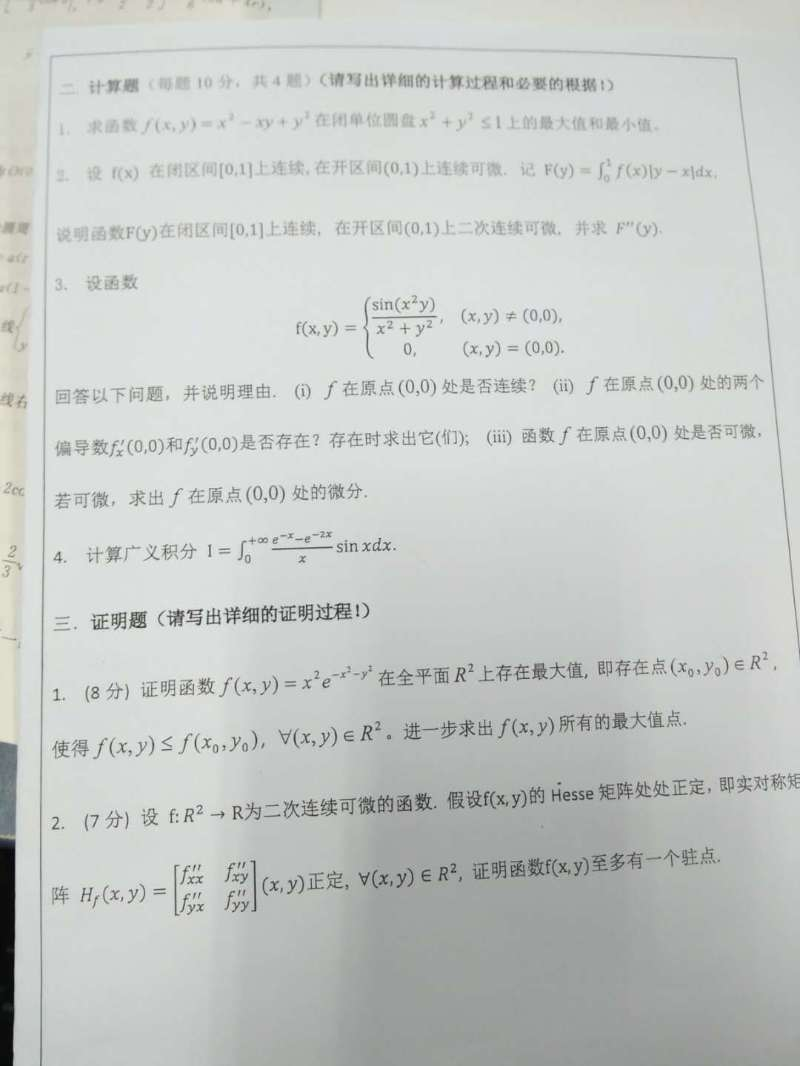 二. 计算题（每题 10 分，共 4 题）（请写出详细的计算过程和必要的根据！）
1. 求函数 f(x,y)=x² − xy + y² 在闭单位圆盘 x² + y² ≤1 上的最大值和最小值。
2. 设 f(x) 在闭区间[0,1]上连续, 在开区间(0,1)上连续可微. 记 F(y) = ∫₀¹ f(x)|y − x|dx,
说明函数F(y)在闭区间[0,1]上连续, 在开区间(0,1)上二次连续可微, 并求 F''(y).
3. 设函数
f(x,y) = { sin(x²y)/(x² + y²), (x,y) ≠ (0,0),
0, (x,y) = (0,0).
回答以下问题，并说明理由. (i) f 在原点(0,0) 处是否连续？ (ii) f 在原点(0,0) 处的两个
偏导数f'ₓ(0,0)和f'ᵧ(0,0)是否存在？存在时求出它(们); (iii) 函数 f 在原点(0,0) 处是否可微，
若可微，求出 f 在原点(0,0) 处的微分.
4. 计算广义积分 I = ∫₀^{+∞} (e^{−x}−e^{−2x})/x sin xdx.
三. 证明题（请写出详细的证明过程！）
1. (8 分) 证明函数 f(x,y) = x²e^{−x²−y²} 在全平面 R² 上存在最大值, 即存在点(x₀,y₀)∈R²,
使得 f(x,y) ≤ f(x₀,y₀), ∀(x,y)∈R²。进一步求出 f(x,y)所有的最大值点.
2. (7 分) 设 f: R² → R为二次连续可微的函数. 假设f(x,y)的 Hesse 矩阵处处正定，即实对称矩
阵 H_f(x,y) = [f''ₓₓ f''ₓᵧ; f''ᵧₓ f''ᵧᵧ](x,y)正定, ∀(x,y) ∈ R², 证明函数f(x,y)至多有一个驻点.